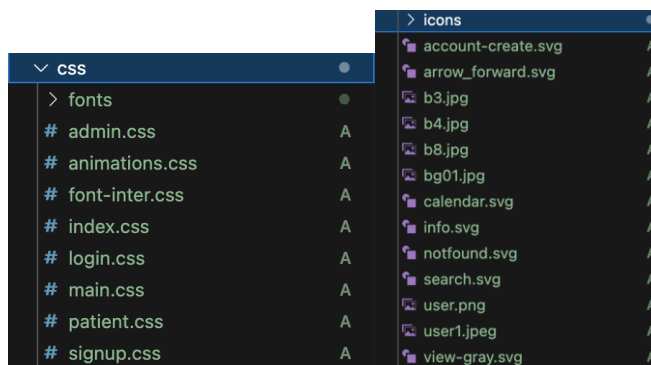 css
fonts
# admin.css A
# animations.css A
# font-inter.css A
# index.css A
# login.css A
# main.css A
# patient.css A
# signup.css A
icons
account-create.svg
arrow_forward.svg
b3.jpg
b4.jpg
b8.jpg
bg01.jpg
calendar.svg
info.svg
notfound.svg
search.svg
user.png
user1.jpeg
view-gray.svg